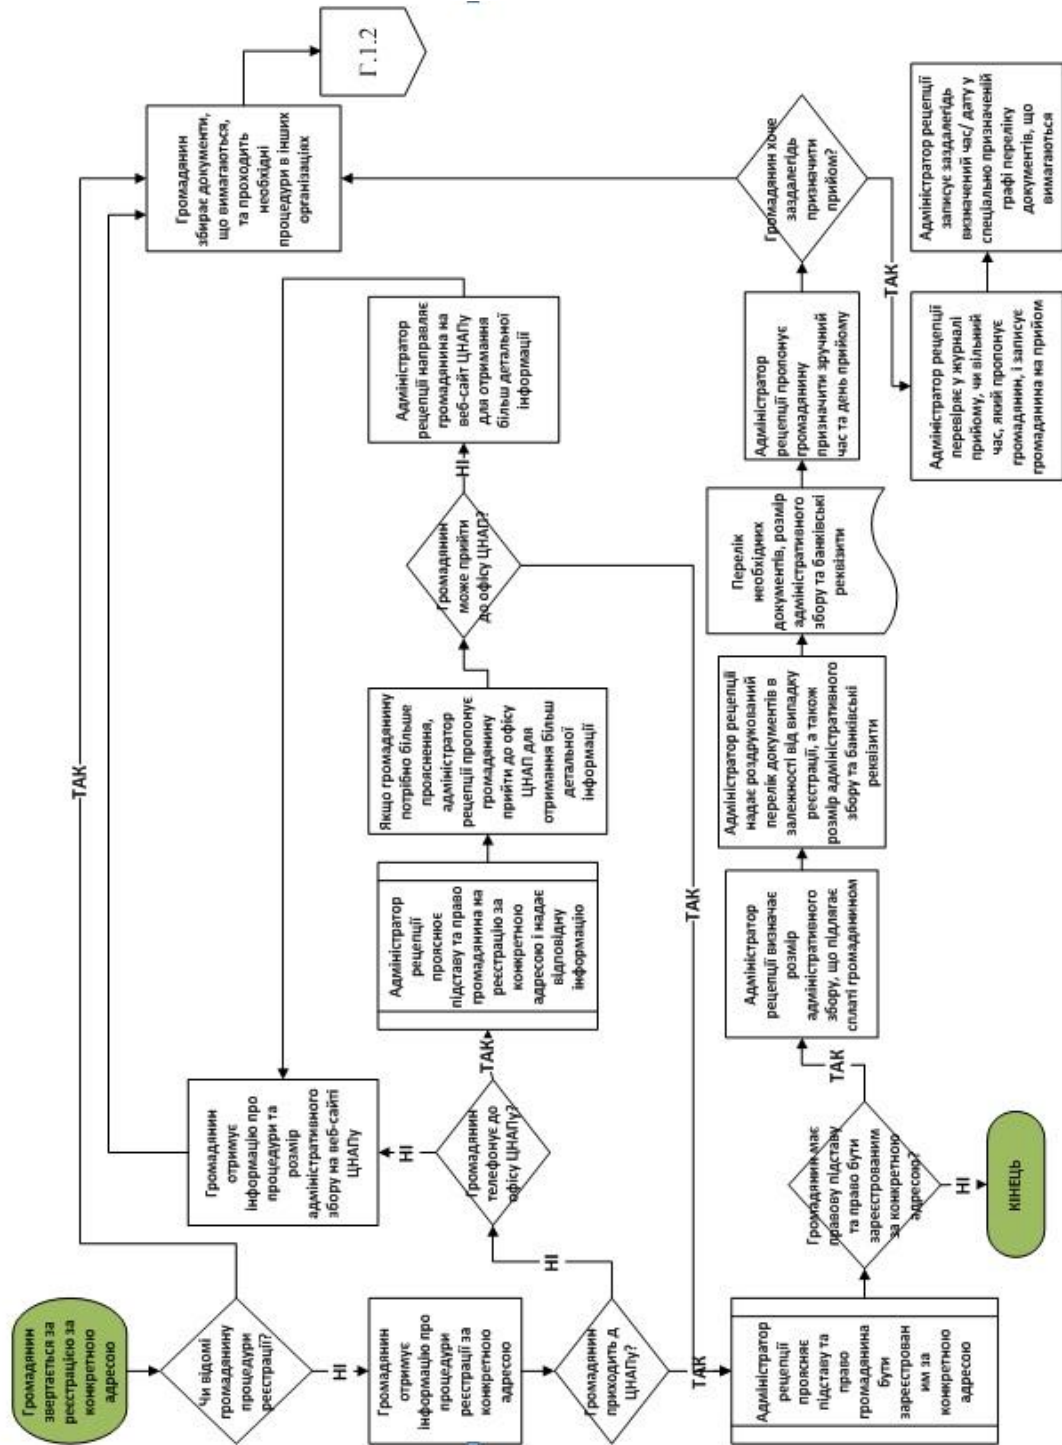 Громадянин
звертається за
реєстрацією за
конкретною
адресою
Чи відомі
громадянину
процедури
реєстрації?
ТАК
НІ
Громадянин
отримує
інформацію про
процедури
реєстрації за
конкретною
адресою
Громадянин
приходить д
ЦНАПу?
НІ
ТАК
Громадянин
отримує
інформацію про
процедури та
розмір
адміністративного
збору на веб-сайті
ЦНАПу
НІ
Громадянин
телефонує до
офісу ЦНАПу?
ТАК
Адміністратор
рецепції
прояснює
підставу та право
громадянина на
реєстрацію за
конкретною
адресою і надає
відповідну
інформацію
Якщо громадянину
потрібно більше
прояснення,
адміністратор
рецепції пропонує
громадянину
прийти до офісу
ЦНАП для
отримання більш
детальної
інформації
Громадянин
може прийти
до офісу ЦНАП?
НІ
ТАК
Адміністратор
рецепції направляє
громадянина на
веб-сайт ЦНАПу
для отримання
більш детальної
інформації
Громадянин
збирає документи,
що вимагаються,
та проходить
необхідні
процедури в інших
організаціях
Г.1.2
Адміністратор
рецепції
проясняє
підставу та
право
громадянина
бути
зареєстрован
им за
конкретною
адресою
Громадянин має
правову підставу
та право бути
зареєстрованим
за конкретною
адресою?
НІ
КІНЕЦЬ
ТАК
Адміністратор
рецепції визначає
розмір
адміністративного
збору, що підлягає
сплаті громадянином
Адміністратор рецепції
надає роздрукований
перелік документів в
залежності від випадку
реєстрації, а також
розмір адміністративного
збору та банківські
реквізити
Перелік
необхідних
документів, розмір
адміністративного
збору та банківські
реквізити
Адміністратор
рецепції пропонує
громадянину
призначити зручний
час та день прийому
Громадянин хоче
заздалегідь
призначити
прийом?
ТАК
Адміністратор рецепції
перевіряє у журналі
прийому, чи вільний
час, який пропонує
громадянин, і записує
громадянина на прийом
Адміністратор рецепції
записує заздалегідь
визначений час/ дату у
спеціально призначеній
графі переліку
документів, що
вимагаються